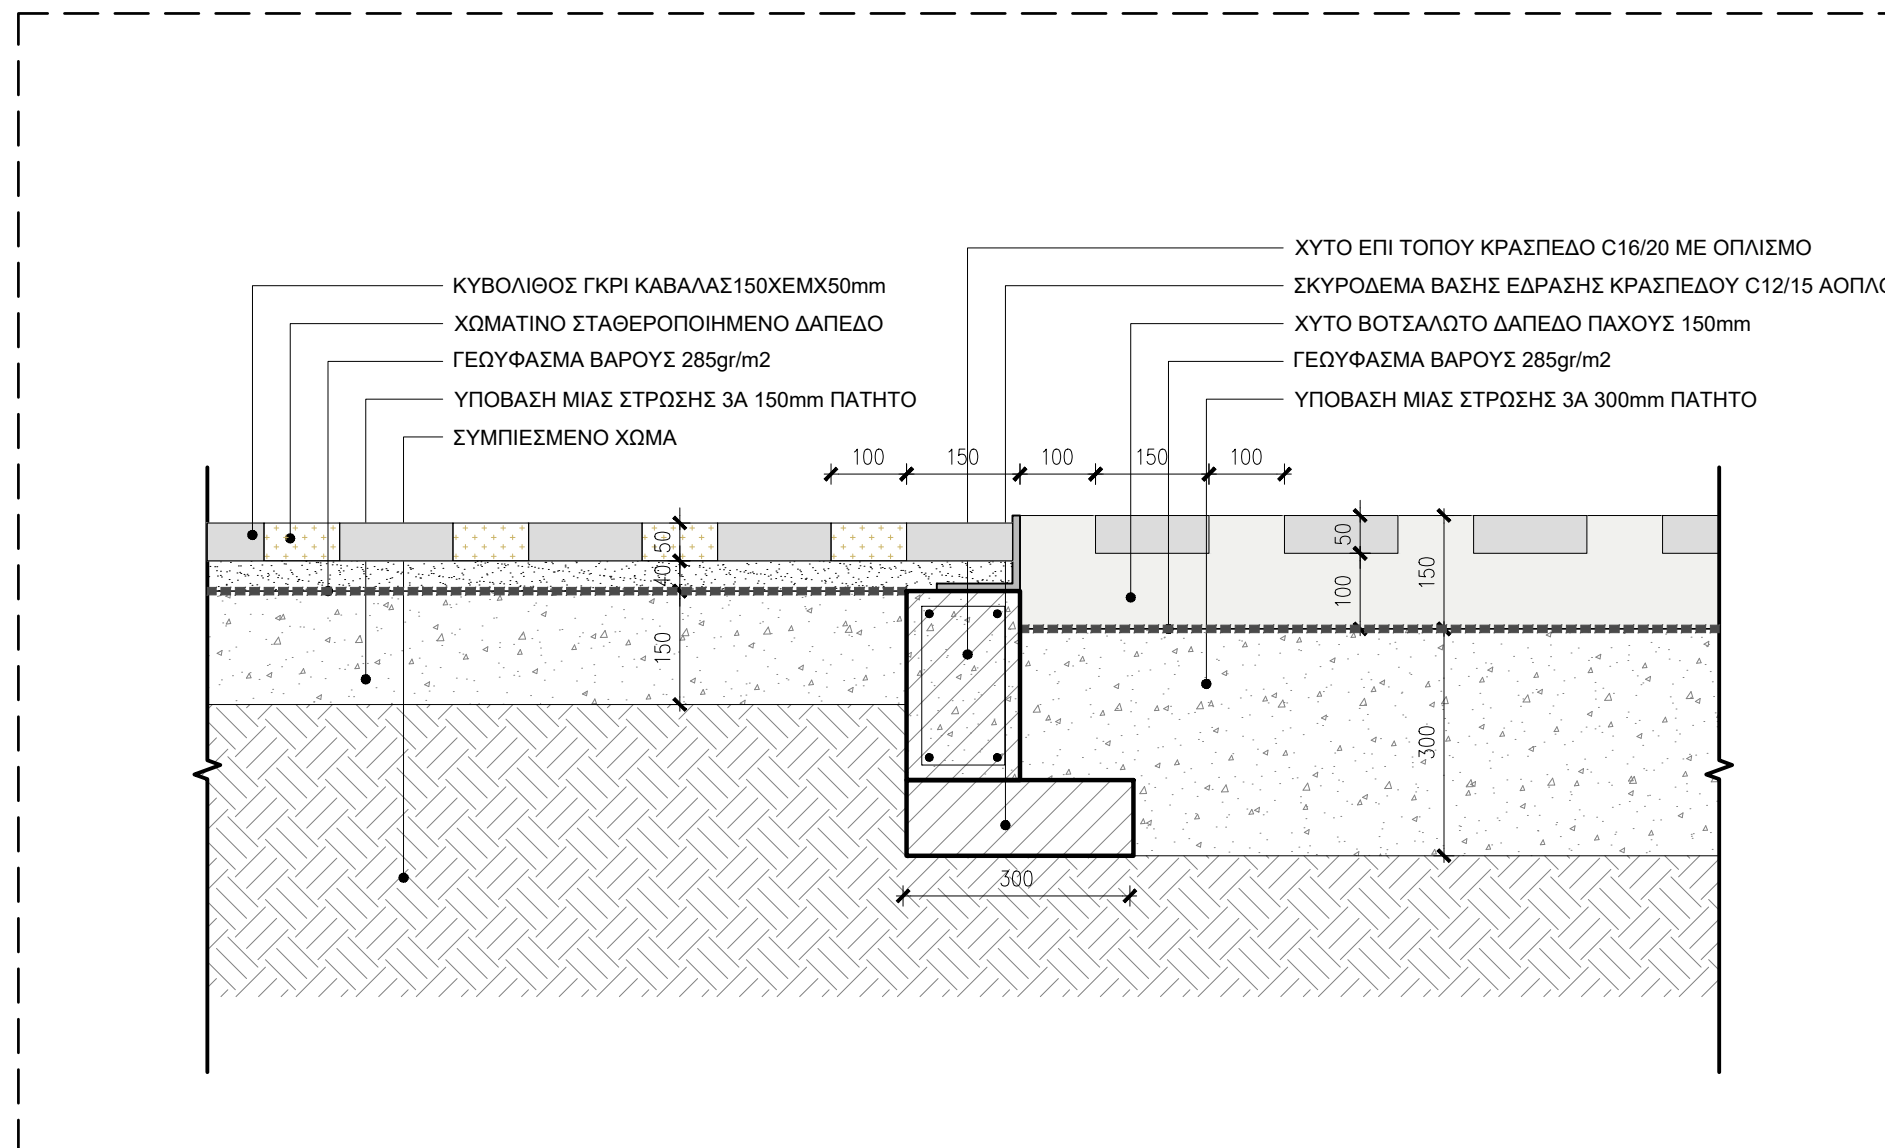 ΚΥΒΟΛΙΘΟΣ ΓΚΡΙ ΚΑΒΑΛΑΣ150ΧΕΜΧ50mm
ΧΩΜΑΤΙΝΟ ΣΤΑΘΕΡΟΠΟΙΗΜΕΝΟ ΔΑΠΕΔΟ
ΓΕΩΥΦΑΣΜΑ ΒΑΡΟΥΣ 285gr/m2
ΥΠΟΒΑΣΗ ΜΙΑΣ ΣΤΡΩΣΗΣ 3Α 150mm ΠΑΤΗΤΟ
ΣΥΜΠΙΕΣΜΕΝΟ ΧΩΜΑ
ΧΥΤΟ ΕΠΙ ΤΟΠΟΥ ΚΡΑΣΠΕΔΟ C16/20 ΜΕ ΟΠΛΙΣΜΟ
ΣΚΥΡΟΔΕΜΑ ΒΑΣΗΣ ΕΔΡΑΣΗΣ ΚΡΑΣΠΕΔΟΥ C12/15
ΧΥΤΟ ΒΟΤΣΑΛΩΤΟ ΔΑΠΕΔΟ ΠΑΧΟΥΣ 150mm
ΓΕΩΥΦΑΣΜΑ ΒΑΡΟΥΣ 285gr/m2
ΥΠΟΒΑΣΗ ΜΙΑΣ ΣΤΡΩΣΗΣ 3Α 300mm ΠΑΤΗΤΟ
100 150 100 150 100
50
40
150
50
100
150
300
300